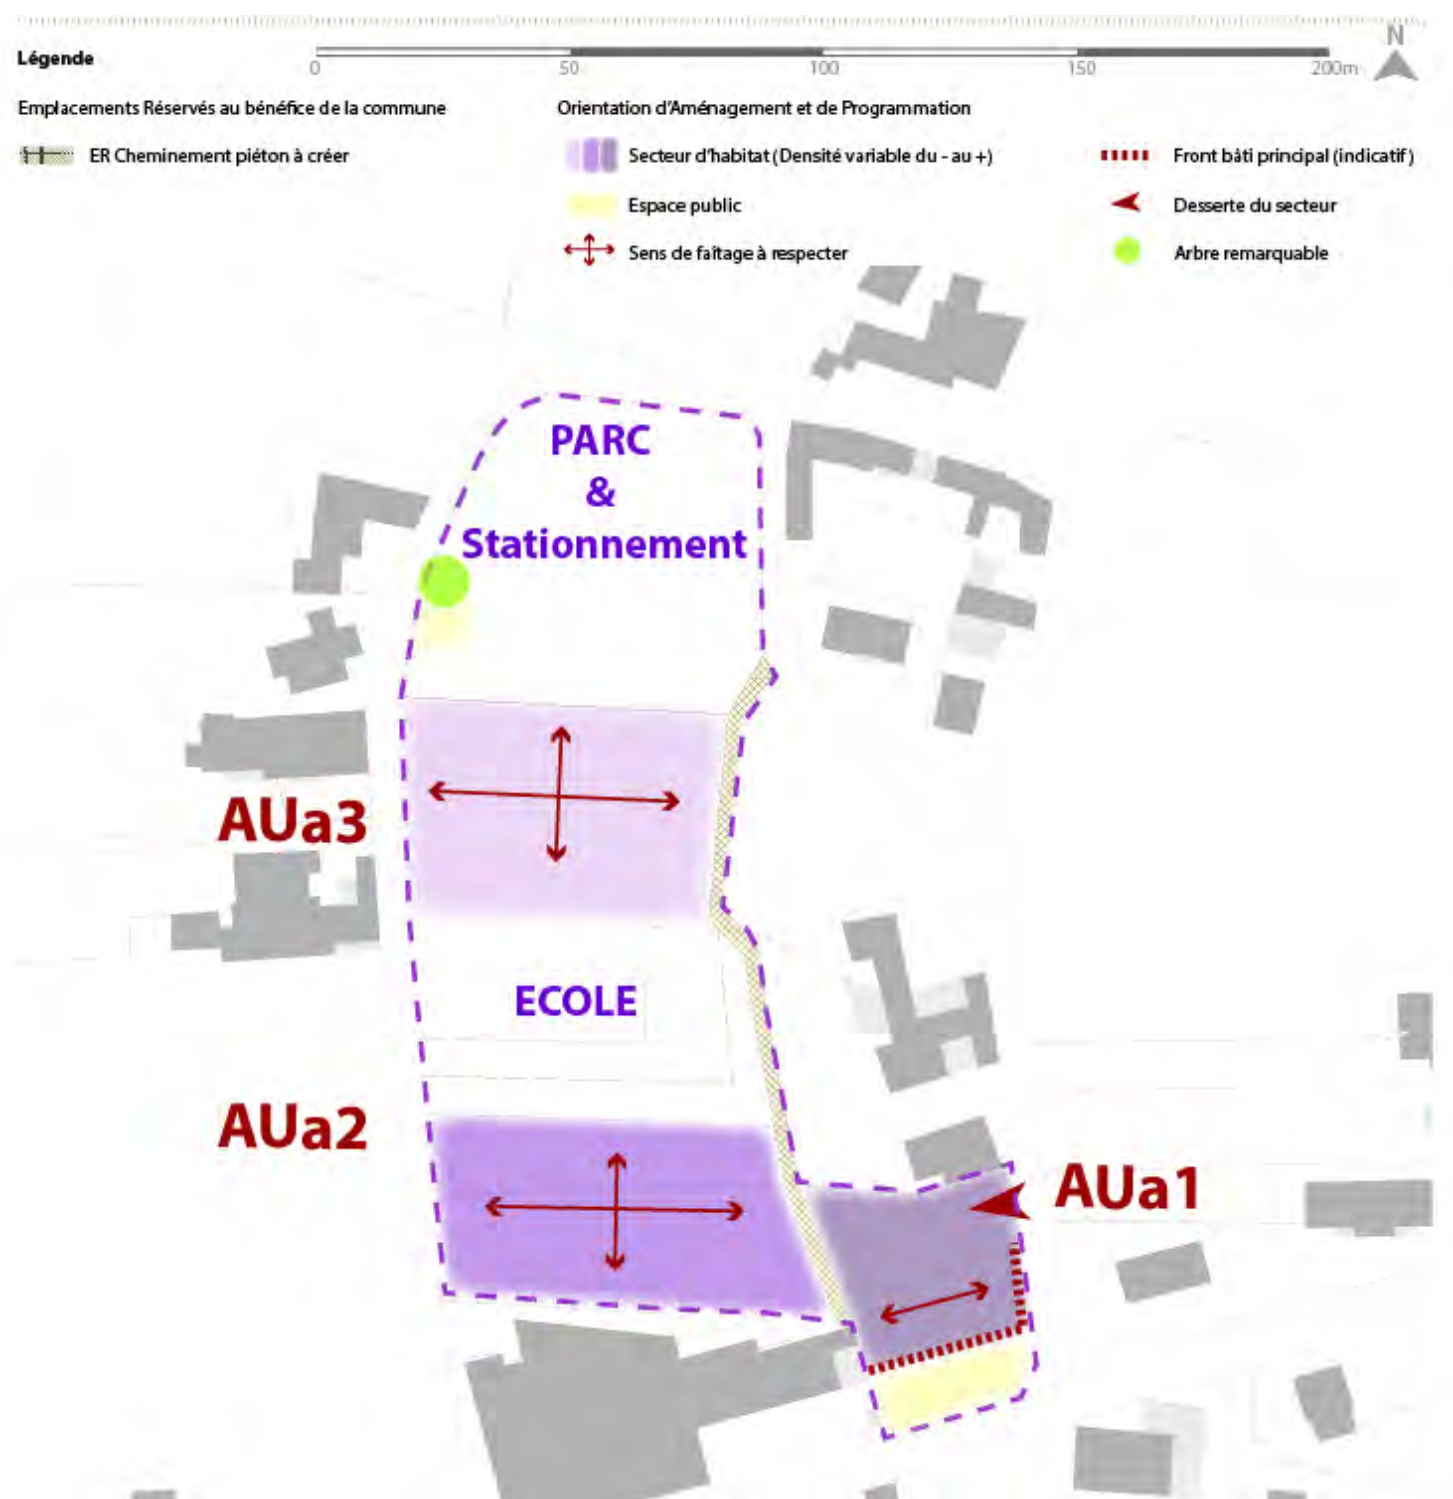 N
Légende
0 50 100 150 200m
Emplacements Réservés au bénéfice de la commune
Orientation d'Aménagement et de Programmation
ER Cheminement piéton à créer
Secteur d'habitat (Densité variable du - au +)
Front bâti principal (indicatif)
Espace public
Desserte du secteur
Sens de faîtage à respecter
Arbre remarquable
PARC
&
Stationnement
AUa3
ECOLE
AUa2
AUa1